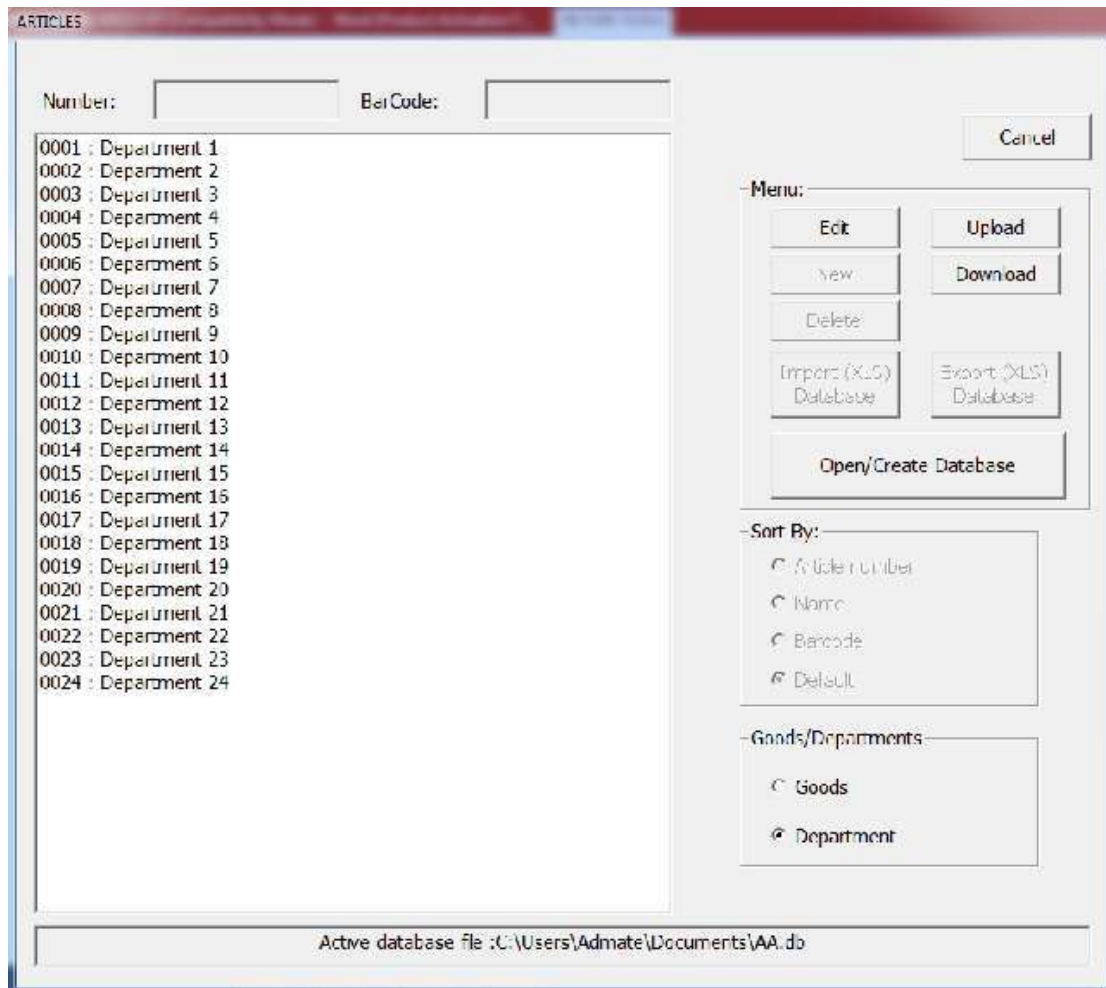 ARTICLES
Number:
BarCode:
Cancel
0001 : Department 1
0002 : Department 2
0003 : Department 3
0004 : Department 4
0005 : Department 5
0006 : Department 6
0007 : Department 7
0008 : Department 8
0009 : Department 9
0010 : Department 10
0011 : Department 11
0012 : Department 12
0013 : Department 13
0014 : Department 14
0015 : Department 15
0016 : Department 16
0017 : Department 17
0018 : Department 18
0019 : Department 19
0020 : Department 20
0021 : Department 21
0022 : Department 22
0023 : Department 23
0024 : Department 24
Menu:
Edit
Upload
New
Download
Delete
Import (XLS)
Database
Export (XLS)
Database
Open/Create Database
Sort By:
Article number
Name
Barcode
Default
Goods/Departments
Goods
Department
Active database file :C:\Users\Admate\Documents\AA.db